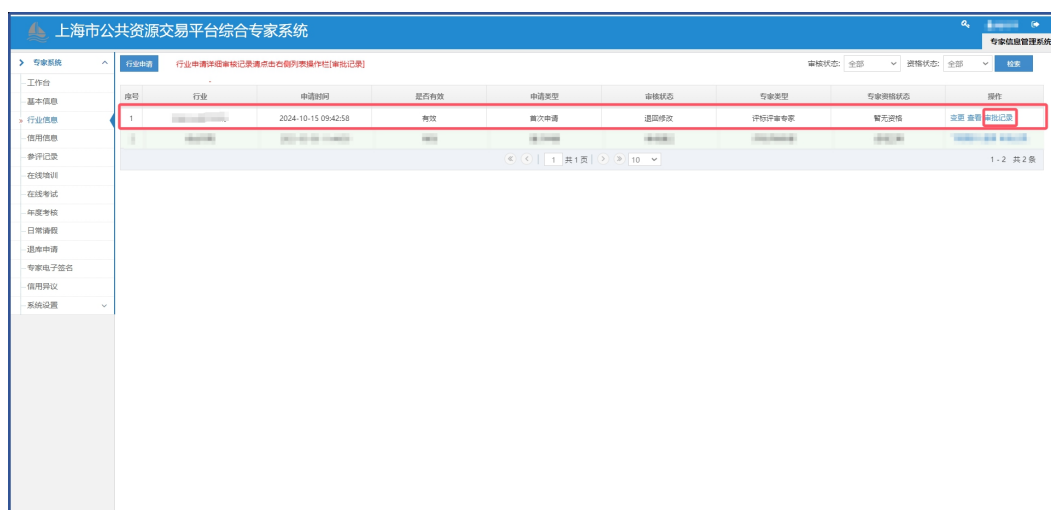 上海市公共资源交易平台综合专家系统
专家信息管理系统
专家系统
工作台
基本信息
行业信息
信用信息
参评记录
在线培训
在线考试
年度考核
日常请假
退库申请
专家电子签名
信用异议
系统设置
行业申请 行业申请详细审核记录请点击右侧列表操作栏[审批记录] 审核状态: 全部 资格状态: 全部 检索
序号 行业 申请时间 是否有效 申请类型 审核状态 专家类型 专家资格状态 操作
1 2024-10-15 09:42:58 有效 首次申请 退回修改 评标评审专家 暂无资格 变更 查看 审批记录
1 共1页 10 1 - 2 共2条